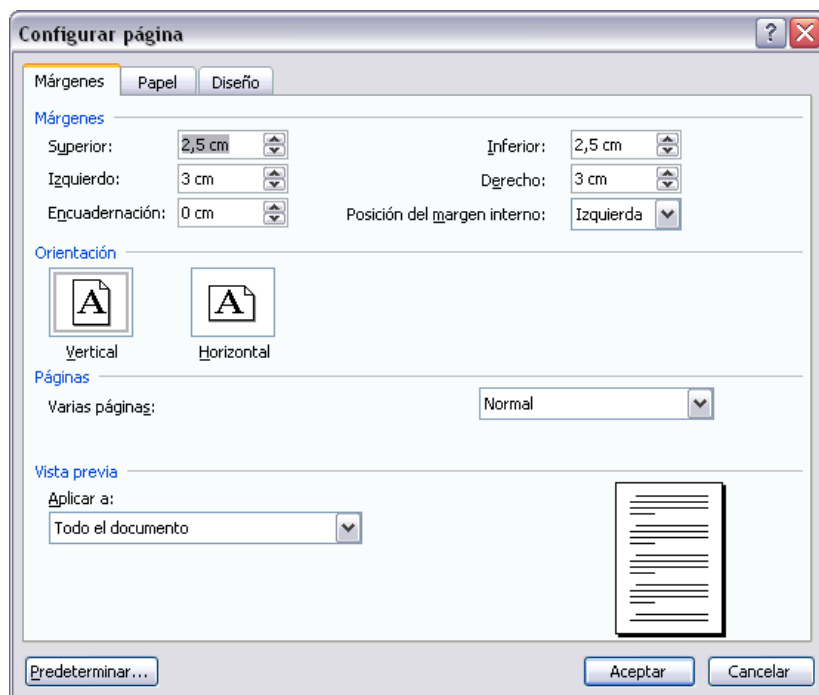 Configurar página
Márgenes Papel Diseño
Márgenes
Superior: 2,5 cm Inferior: 2,5 cm
Izquierdo: 3 cm Derecho: 3 cm
Encuadernación: 0 cm Posición del margen interno: Izquierda
Orientación
A A
Vertical Horizontal
Páginas
Varias páginas: Normal
Vista previa
Aplicar a:
Todo el documento
Predeterminar... Aceptar Cancelar